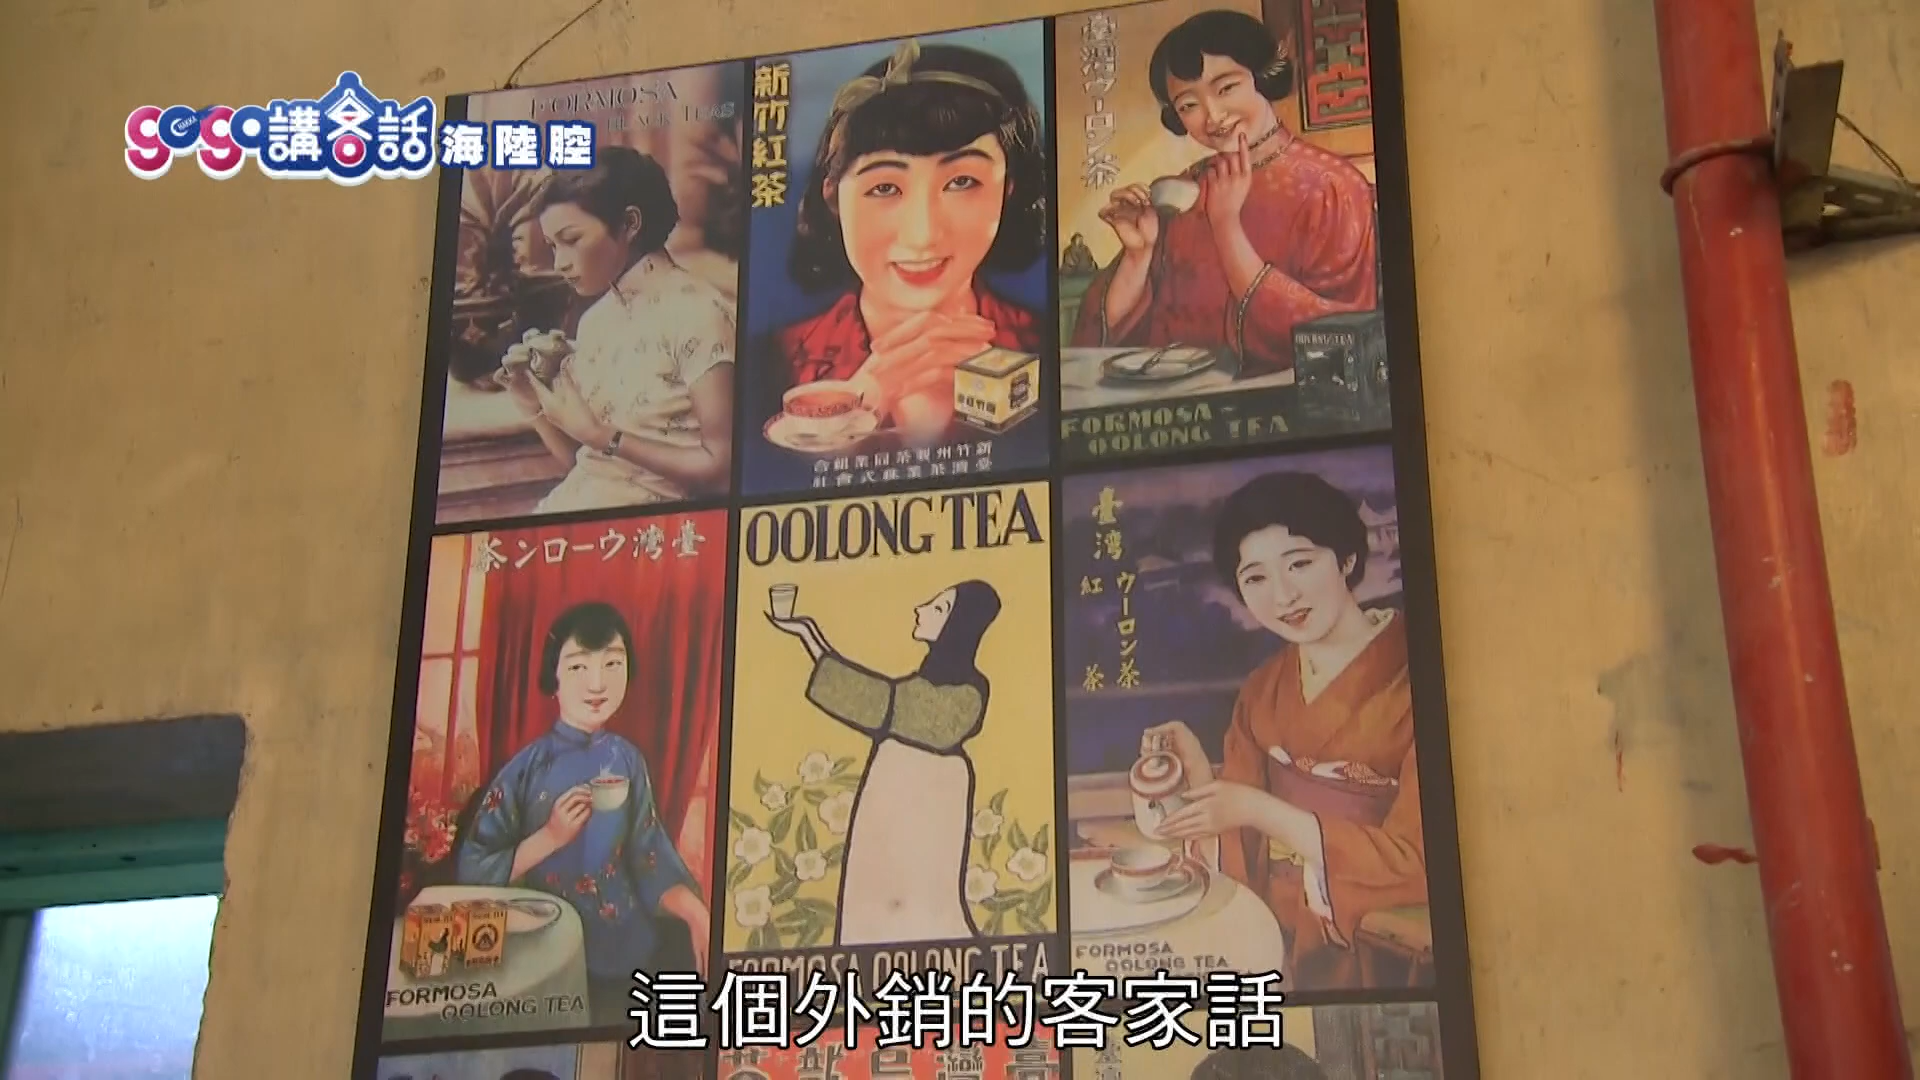 gogo講客話 海陸腔
HAKKA
FORMOSA
BLACK TEAS
新竹紅茶
新竹州製茶同業組合
臺灣茶業株式會社
臺灣ウーロン茶
FORMOSA
OOLONG TEA
臺灣ウーロン茶
FORMOSA
OOLONG TEA
OOLONG TEA
FORMOSA OOLONG TEA
臺灣
ウーロン茶
紅茶
FORMOSA
OOLONG TEA
這個外銷的客家話